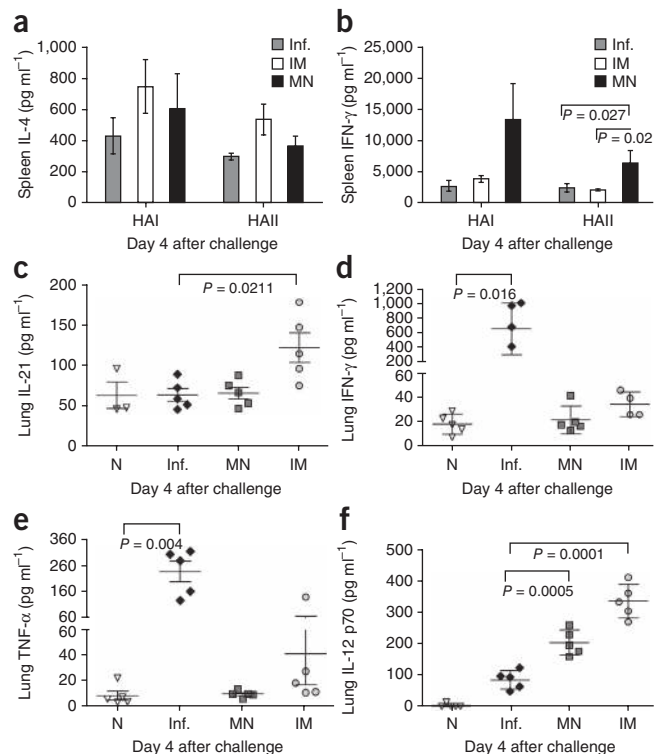 a
Inf.
IM
MN
Spleen IL-4 (pg ml−1)
1,000
800
600
400
200
0
HAI HAII
Day 4 after challenge
b
Inf.
IM
MN
Spleen IFN-γ (pg ml−1)
25,000
20,000
15,000
10,000
5,000
0
P = 0.027
P = 0.02
HAI HAII
Day 4 after challenge
c
Lung IL-21 (pg ml−1)
200
150
100
50
0
P = 0.0211
N Inf. MN IM
Day 4 after challenge
d
Lung IFN-γ (pg ml−1)
1,000
800
600
400
200
60
40
20
0
P = 0.016
N Inf. MN IM
Day 4 after challenge
e
Lung TNF-α (pg ml−1)
360
260
160
60
60
40
20
0
P = 0.004
N Inf. MN IM
Day 4 after challenge
f
Lung IL-12 p70 (pg ml−1)
500
400
300
200
100
0
P = 0.0001
P = 0.0005
N Inf. MN IM
Day 4 after challenge